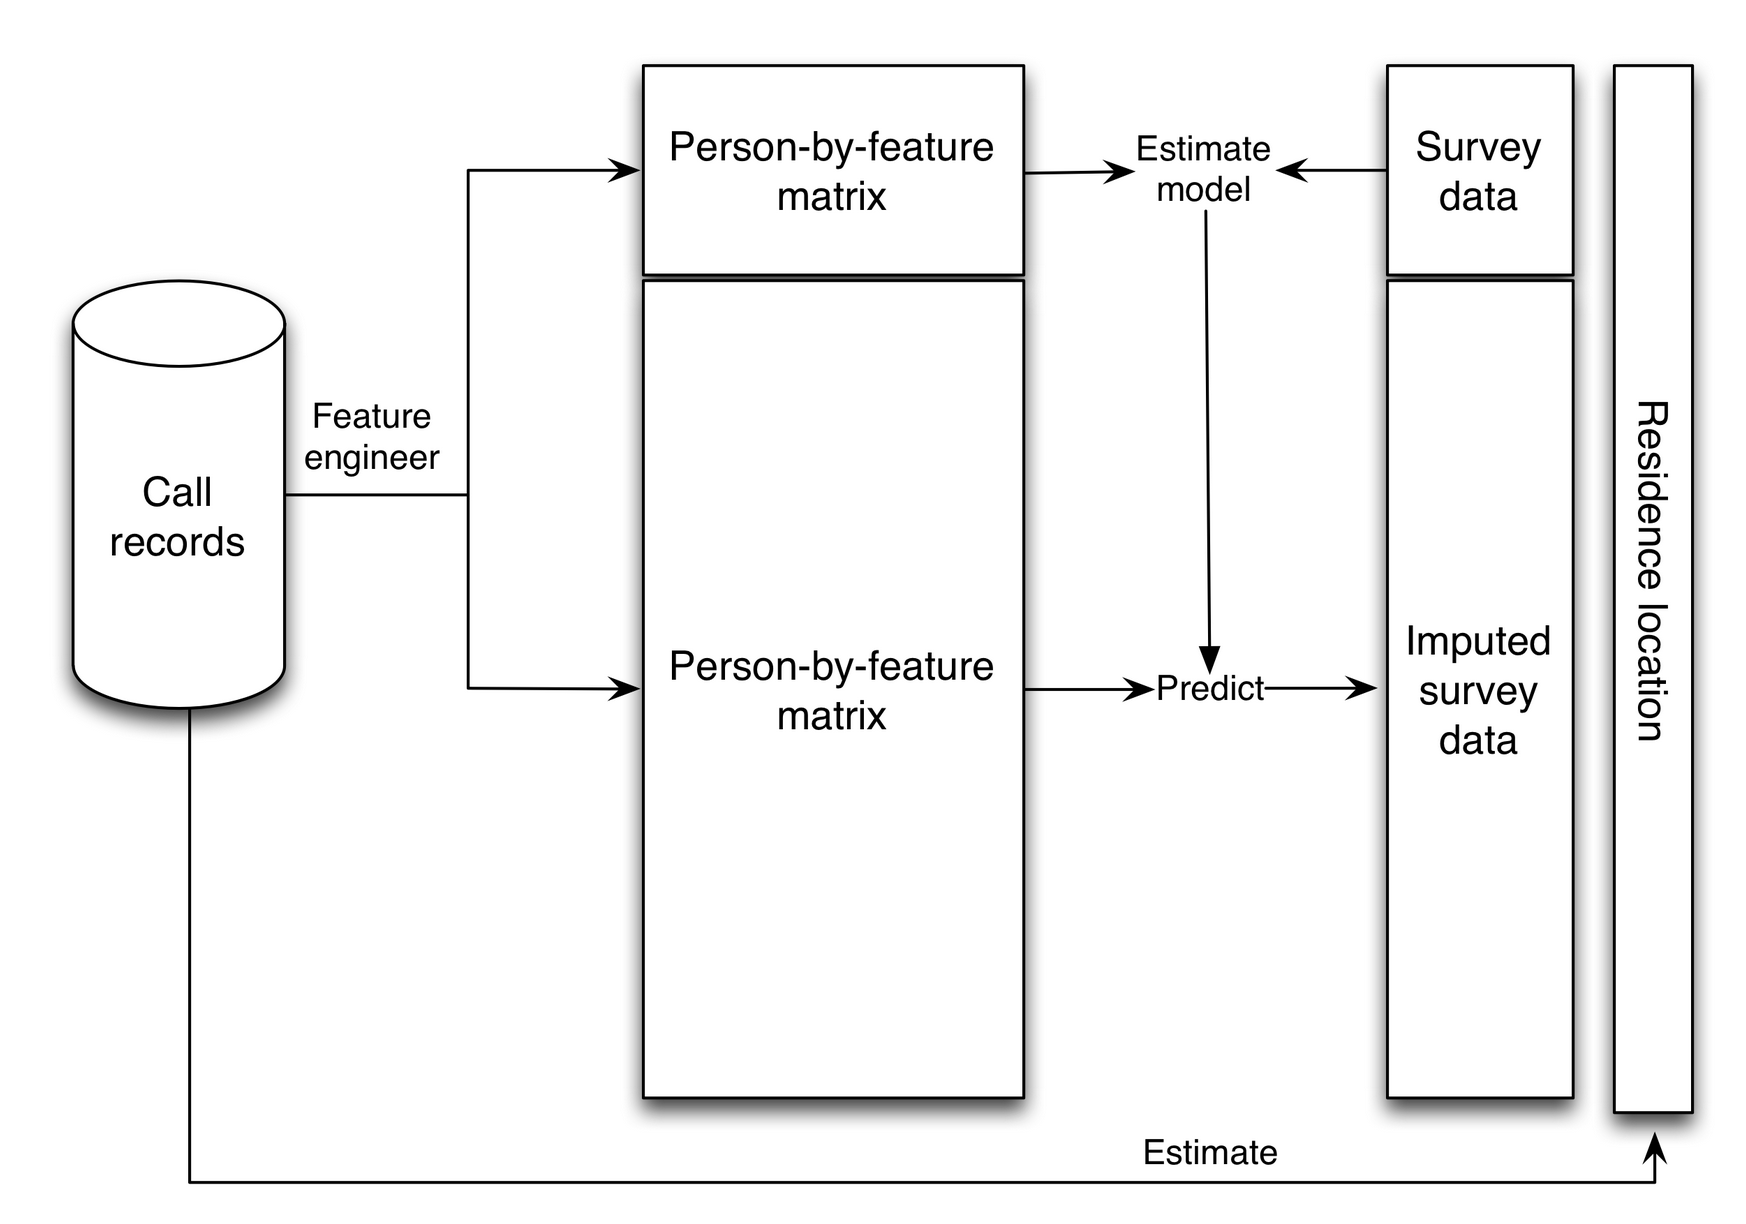 Call
records
Feature
engineer
Person-by-feature
matrix
Estimate
model
Survey
data
Person-by-feature
matrix
Predict
Imputed
survey
data
Residence location
Estimate